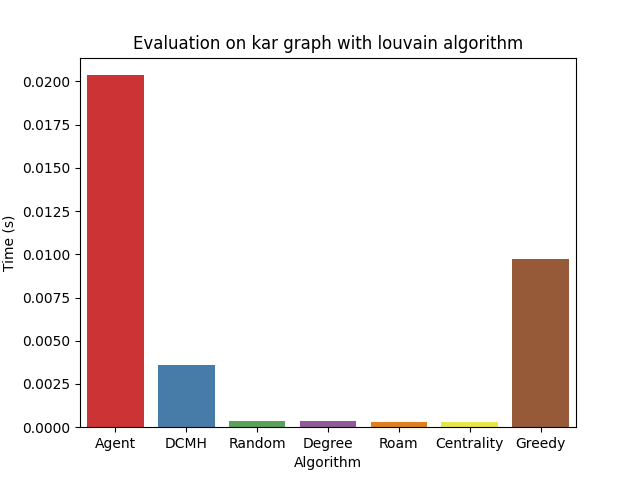 Evaluation on kar graph with louvain algorithm
0.0200
0.0175
0.0150
0.0125
0.0100
0.0075
0.0050
0.0025
0.0000
Time (s)
Agent DCMH Random Degree Roam Centrality Greedy
Algorithm